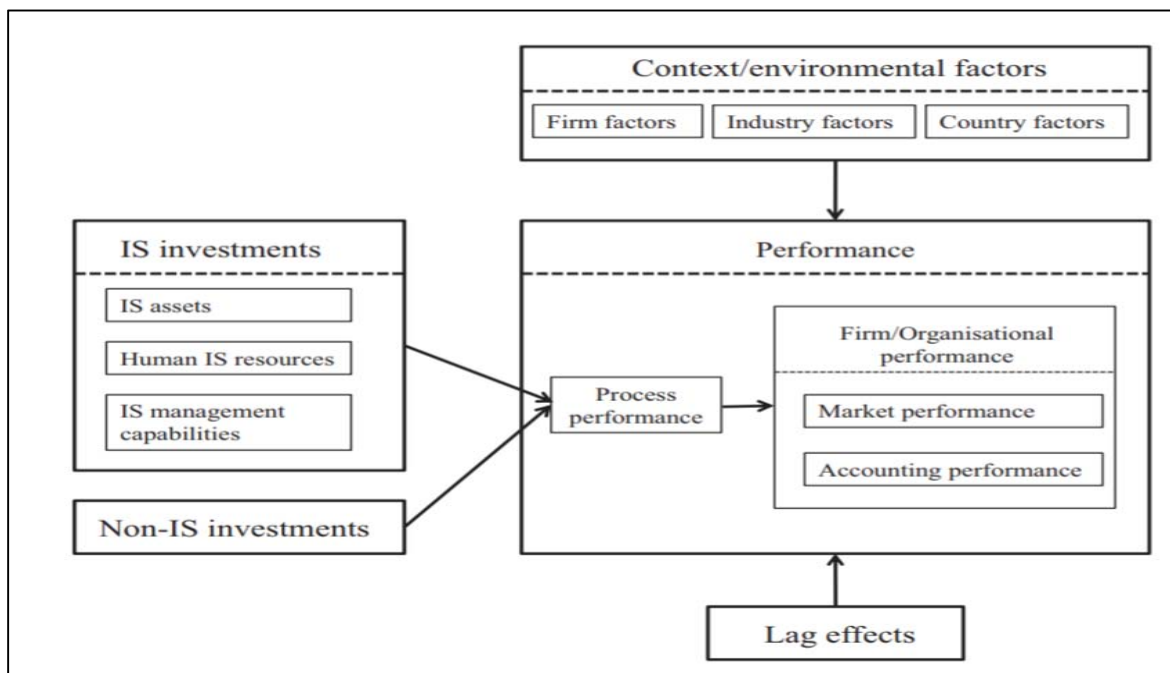 Context/environmental factors
Firm factors
Industry factors
Country factors
IS investments
IS assets
Human IS resources
IS management
capabilities
Non-IS investments
Performance
Process
performance
Firm/Organisational
performance
Market performance
Accounting performance
Lag effects